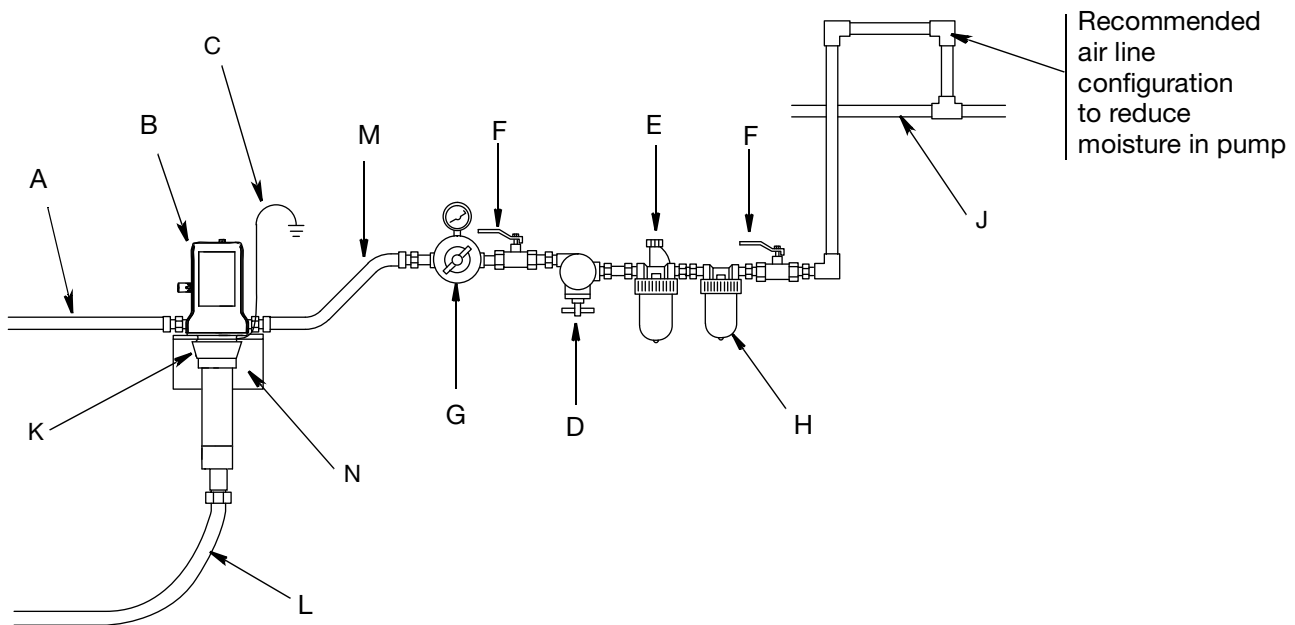 Recommended
air line
configuration
to reduce
moisture in pump
C
B
M
F
E
F
A
J
G
D
H
K
N
L